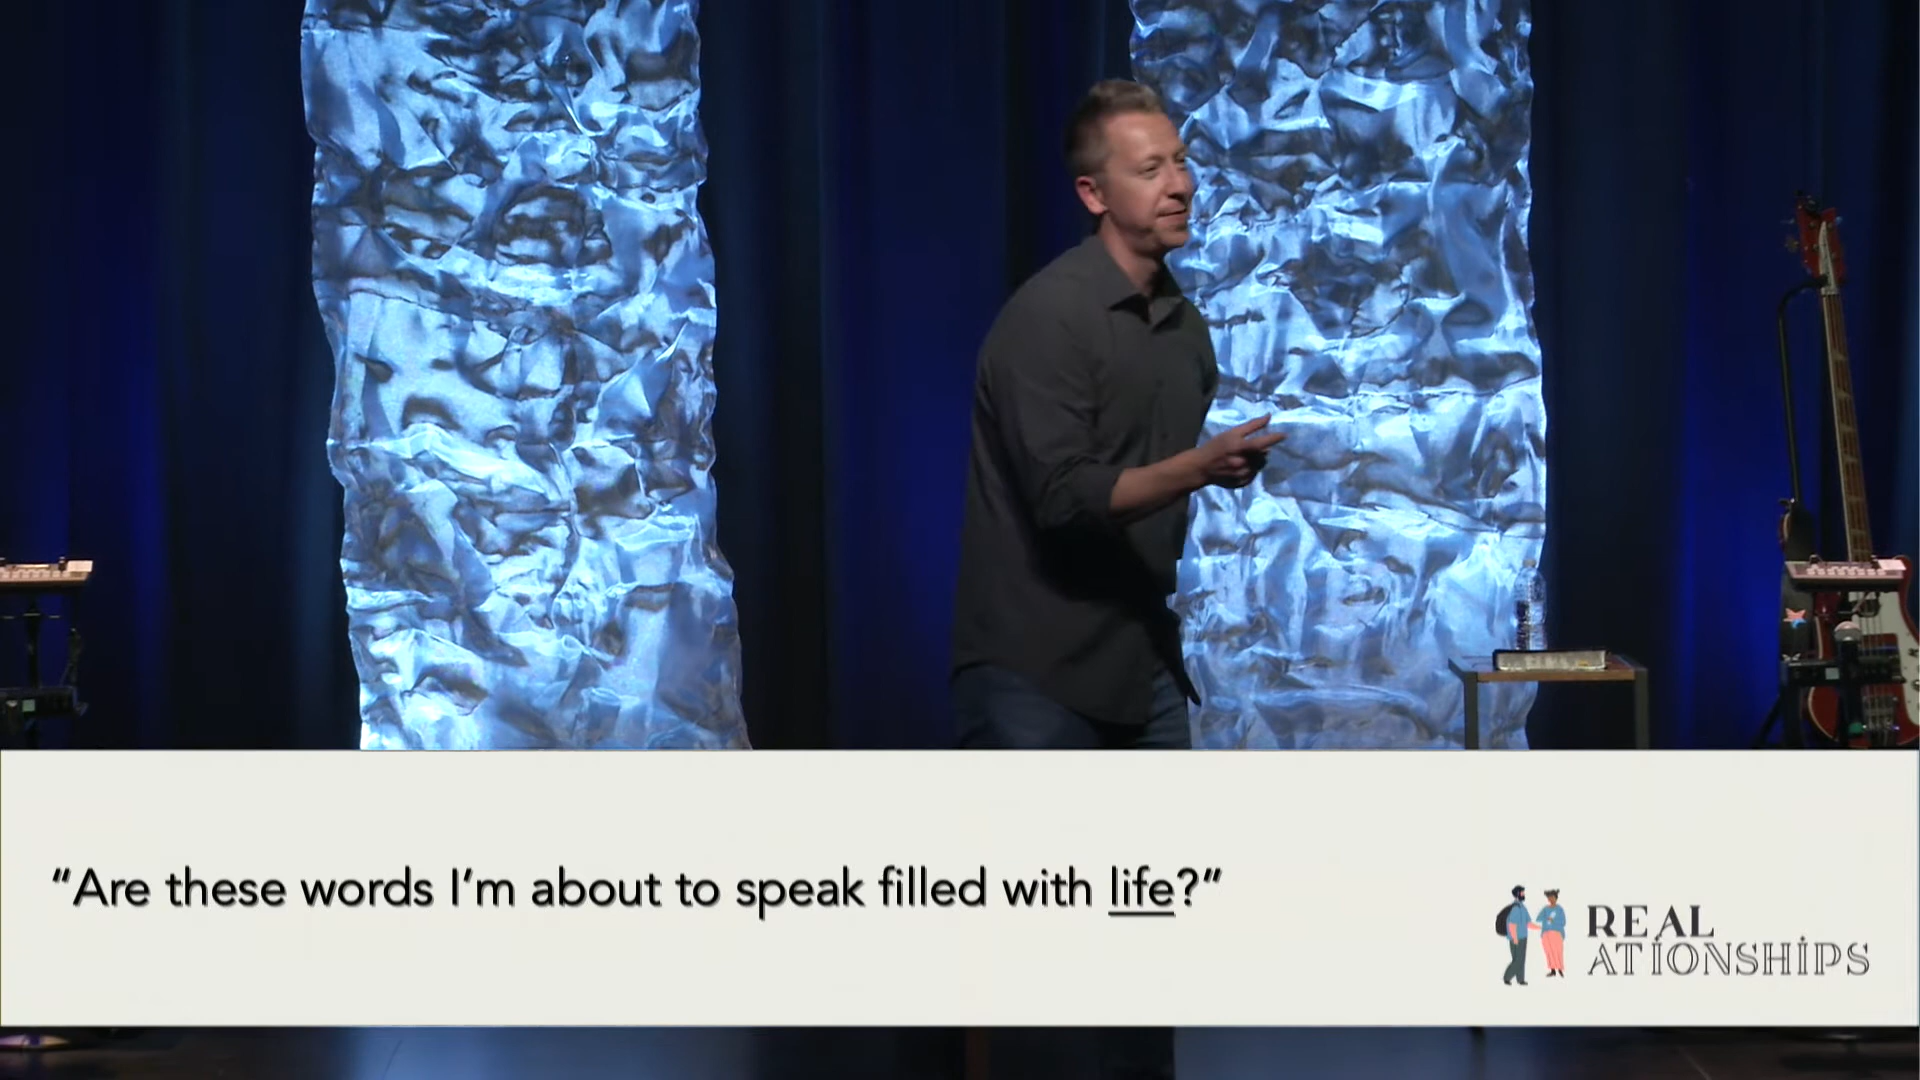 “Are these words I’m about to speak filled with life?”
REAL
ATIONSHIPS